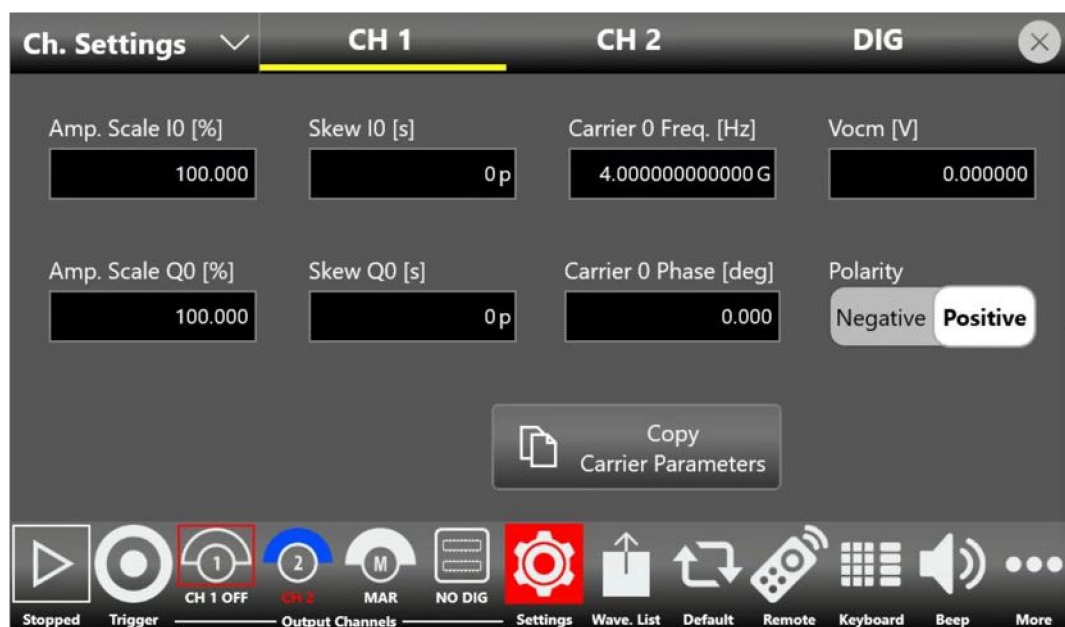 Ch. Settings
CH 1
CH 2
DIG
Amp. Scale I0 [%]
Skew I0 [s]
Carrier 0 Freq. [Hz]
Vocm [V]
100.000
0 p
4.000000000000 G
0.000000
Amp. Scale Q0 [%]
Skew Q0 [s]
Carrier 0 Phase [deg]
Polarity
100.000
0 p
0.000
Negative
Positive
Copy
Carrier Parameters
1
2
M
CH 1 OFF
CH 2
MAR
NO DIG
Stopped
Trigger
Output Channels
Settings
Wave. List
Default
Remote
Keyboard
Beep
More